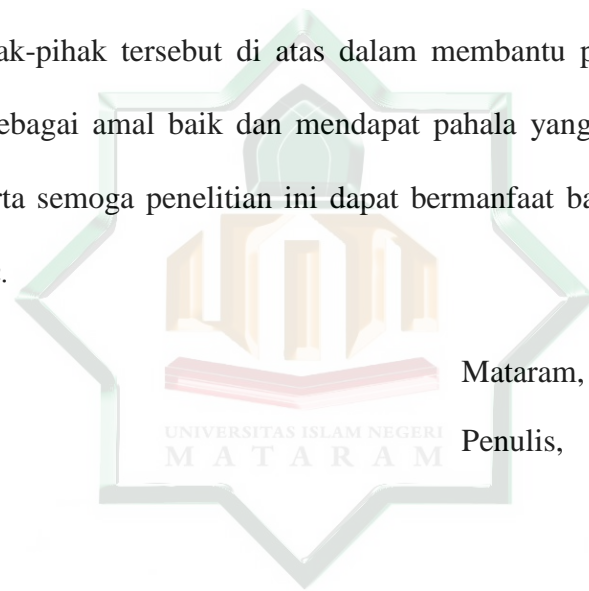 ak-pihak tersebut di atas dalam membantu p
ebagai amal baik dan mendapat pahala yang
rta semoga penelitian ini dapat bermanfaat ba
.
Mataram,
UNIVERSITAS ISLAM NEGERI
Penulis,
MATARAM